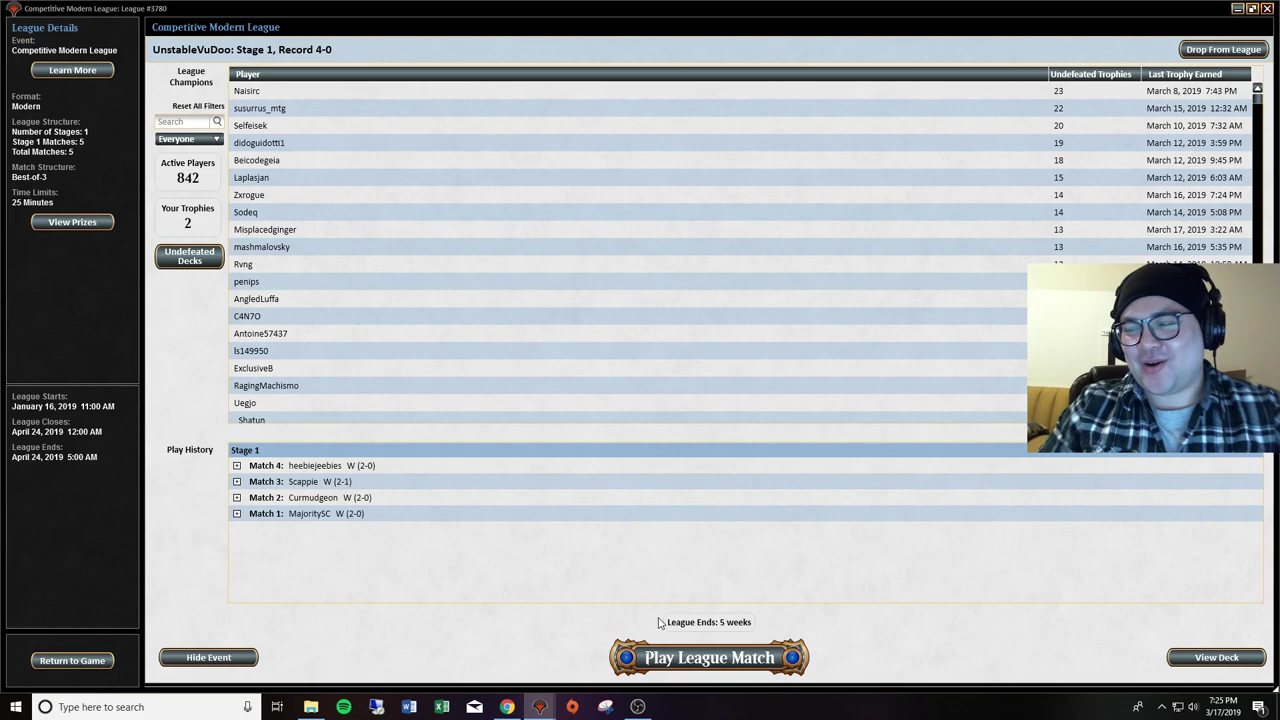 Competitive Modern League: League #3780
League Details
Event:
Competitive Modern League
Learn More
Format:
Modern
League Structure:
Number of Stages: 1
Stage 1 Matches: 5
Total Matches: 5
Match Structure:
Best-of-3
Time Limits:
25 Minutes
View Prizes
League Starts:
January 16, 2019 11:00 AM
League Closes:
April 24, 2019 12:00 AM
League Ends:
April 24, 2019 5:00 AM
Return to Game
Competitive Modern League
UnstableVuDoo: Stage 1, Record 4-0
Drop From League
League
Champions
Reset All Filters
Search
Everyone
Active Players
842
Your Trophies
2
Undefeated
Decks
Player Undefeated Trophies Last Trophy Earned
Naisirc 23 March 8, 2019 7:43 PM
susurrus_mtg 22 March 15, 2019 12:32 AM
Selfeisek 20 March 10, 2019 7:32 AM
didoguidotti1 19 March 12, 2019 3:59 PM
Beicodegeia 18 March 12, 2019 9:45 PM
Laplasjan 15 March 12, 2019 6:03 AM
Zxrogue 14 March 16, 2019 7:24 PM
Sodeq 14 March 14, 2019 5:08 PM
Misplacedginger 13 March 17, 2019 3:22 AM
mashmalovsky 13 March 16, 2019 5:35 PM
Rvng
penips
AngledLuffa
C4N7O
Antoine57437
ls149950
ExclusiveB
RagingMachismo
Uegjo
Shatun
Play History
Stage 1
Match 4: heebiejeebies W (2-0)
Match 3: Scappie W (2-1)
Match 2: Curmudgeon W (2-0)
Match 1: MajoritySC W (2-0)
League Ends: 5 weeks
Hide Event
Play League Match
View Deck
Type here to search
7:25 PM
3/17/2019